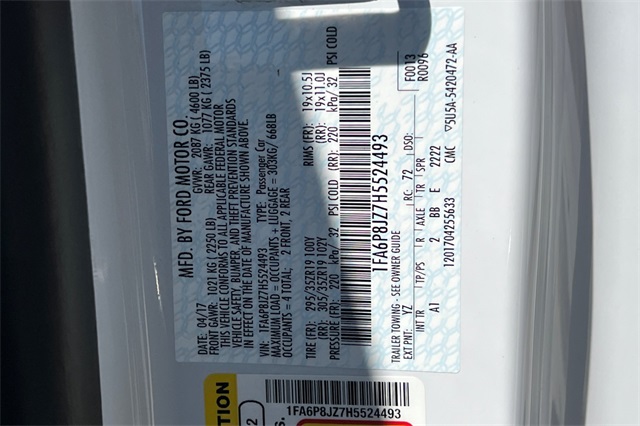 MFD. BY FORD MOTOR CO.
DATE: 04/17 GVWR: 2087 KG ( 4600 LB)
FRONT GAWR: 1021 KG ( 2250 LB) REAR GAWR: 1077 KG ( 2375 LB)
THIS VEHICLE CONFORMS TO ALL APPLICABLE FEDERAL MOTOR
VEHICLE SAFETY, BUMPER, AND THEFT PREVENTION STANDARDS
IN EFFECT ON THE DATE OF MANUFACTURE SHOWN ABOVE.
VIN: 1FA6P8JZ7H5524493 TYPE: Passenger Car
MAXIMUM LOAD = OCCUPANTS + LUGGAGE = 303KG/ 668LB
OCCUPANTS = 4 TOTAL; 2 FRONT; 2 REAR
TIRE (FR): 295/35ZR19 100Y RIMS (FR): 19x10.5J
TIRE (RR): 305/35ZR19 102Y (RR): 19x11.0J
(FR): 220 kPa/ 32 PSI COLD (RR): 220 kPa/ 32 PSI COLD
1FA6P8JZ7H5524493
TRAILER TOWING - SEE OWNER GUIDE F0013
EXT PNT: YZ RC: 72 DSO: R0096
INT TR TP/PS R AXLE TR SPR
A1 K 2 BB E 2222 CMC ▽5U5A-5420472-AA
1201704255633
1FA6P8JZ7H5524493